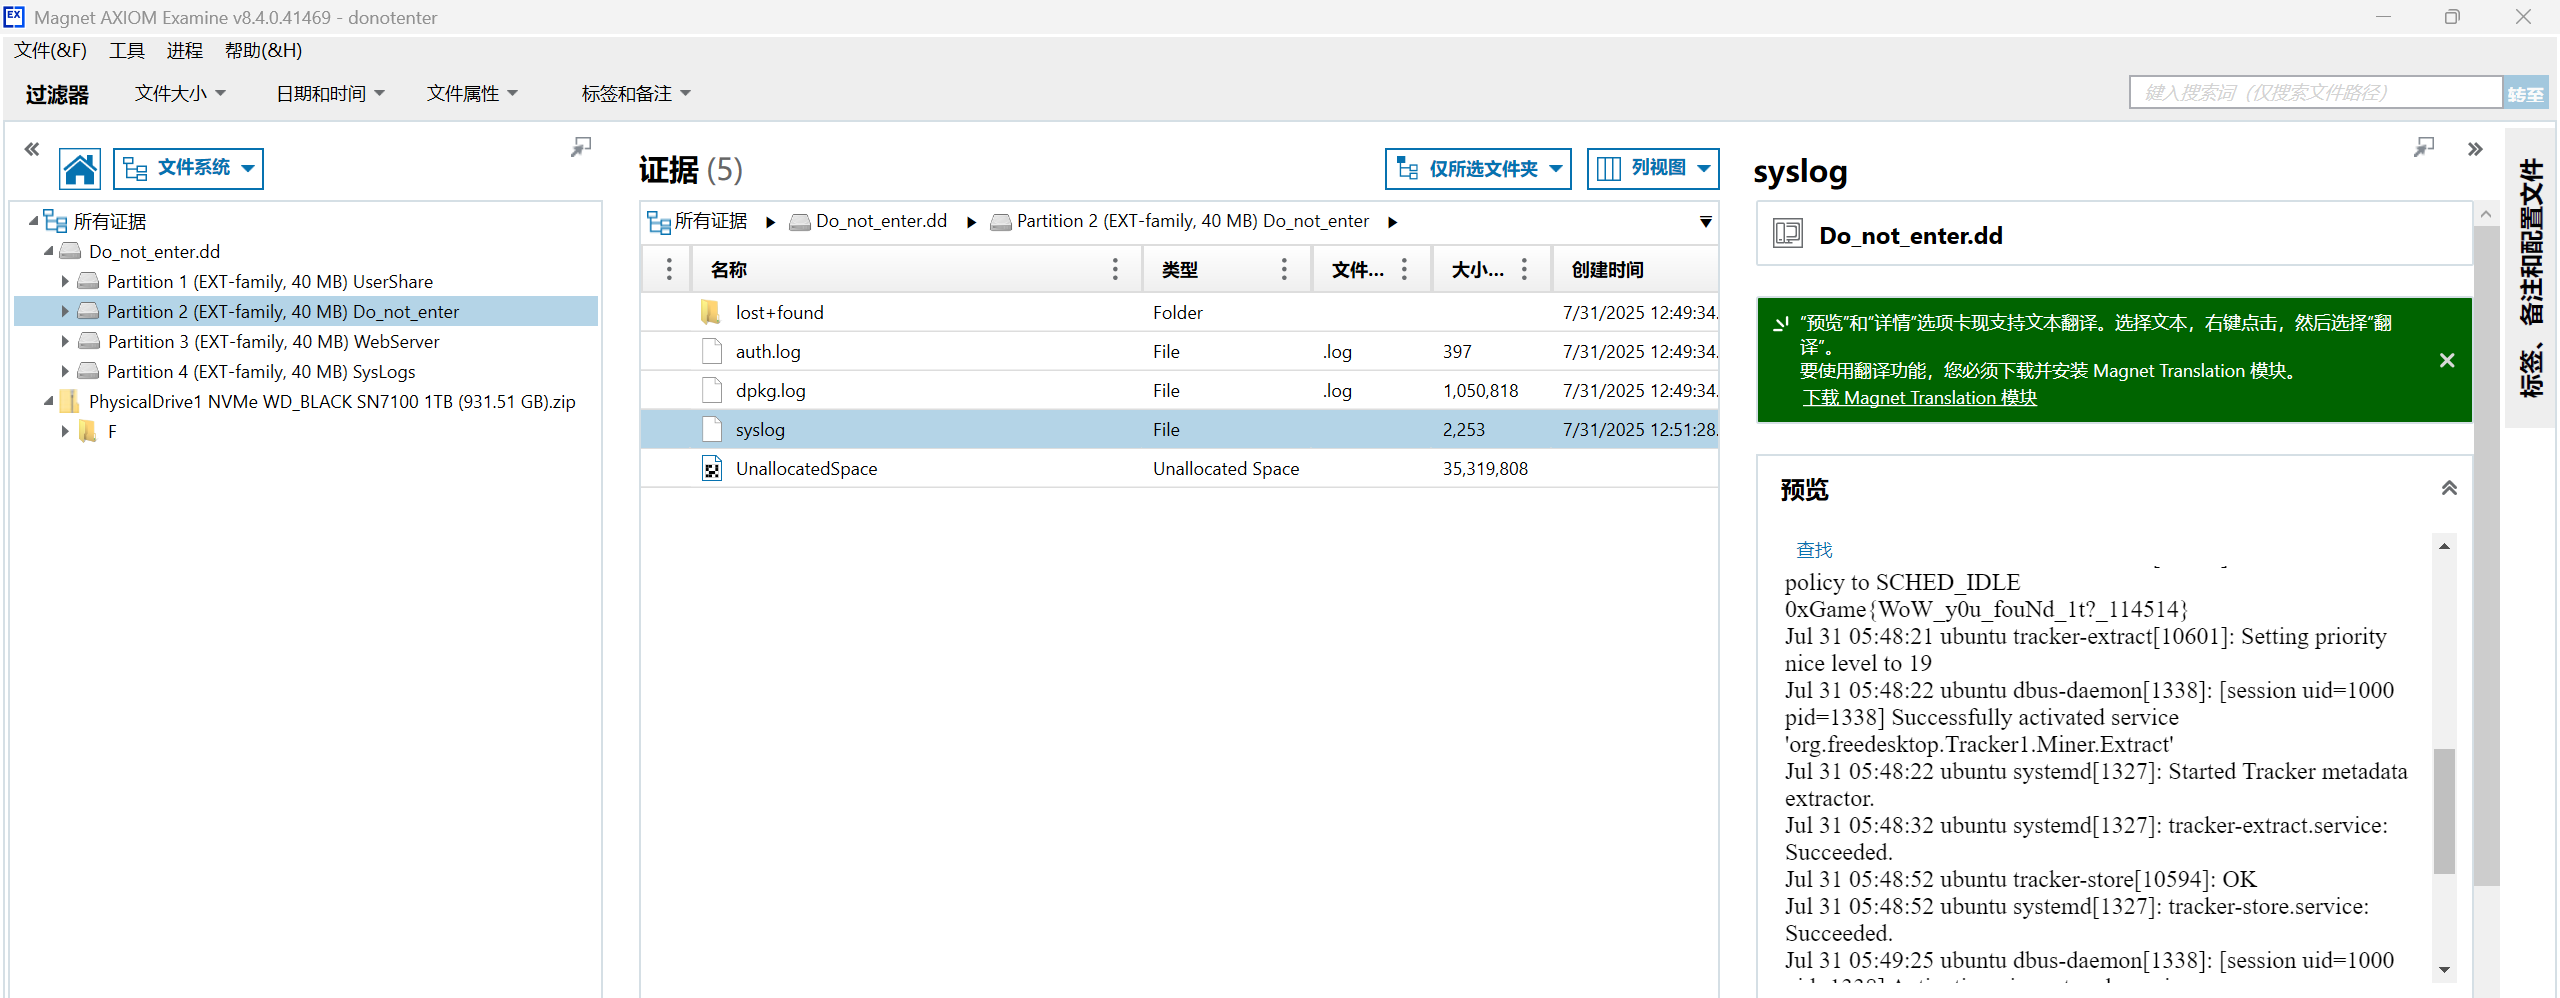 Magnet AXIOM Examine v8.4.0.41469 - donotenter
文件(&F) 工具 进程 帮助(&H)
过滤器 文件大小 日期和时间 文件属性 标签和备注 键入搜索词（仅搜索文件路径） 转至
文件系统
所有证据
Do_not_enter.dd
Partition 1 (EXT-family, 40 MB) UserShare
Partition 2 (EXT-family, 40 MB) Do_not_enter
Partition 3 (EXT-family, 40 MB) WebServer
Partition 4 (EXT-family, 40 MB) SysLogs
PhysicalDrive1 NVMe WD_BLACK SN7100 1TB (931.51 GB).zip
F
证据 (5) 仅所选文件夹 列视图
所有证据 Do_not_enter.dd Partition 2 (EXT-family, 40 MB) Do_not_enter
名称 类型 文件... 大小... 创建时间
lost+found Folder 7/31/2025 12:49:34.
auth.log File .log 397 7/31/2025 12:49:34.
dpkg.log File .log 1,050,818 7/31/2025 12:49:34.
syslog File 2,253 7/31/2025 12:51:28.
UnallocatedSpace Unallocated Space 35,319,808
syslog
Do_not_enter.dd
“预览”和“详情”选项卡现支持文本翻译。选择文本，右键点击，然后选择“翻
译”。
要使用翻译功能，您必须下载并安装 Magnet Translation 模块。
下载 Magnet Translation 模块
预览
查找
policy to SCHED_IDLE
0xGame{WoW_y0u_fouNd_1t?_114514}
Jul 31 05:48:21 ubuntu tracker-extract[10601]: Setting priority
nice level to 19
Jul 31 05:48:22 ubuntu dbus-daemon[1338]: [session uid=1000
pid=1338] Successfully activated service
'org.freedesktop.Tracker1.Miner.Extract'
Jul 31 05:48:22 ubuntu systemd[1327]: Started Tracker metadata
extractor.
Jul 31 05:48:32 ubuntu systemd[1327]: tracker-extract.service:
Succeeded.
Jul 31 05:48:52 ubuntu tracker-store[10594]: OK
Jul 31 05:48:52 ubuntu systemd[1327]: tracker-store.service:
Succeeded.
Jul 31 05:49:25 ubuntu dbus-daemon[1338]: [session uid=1000
标签、备注和配置文件